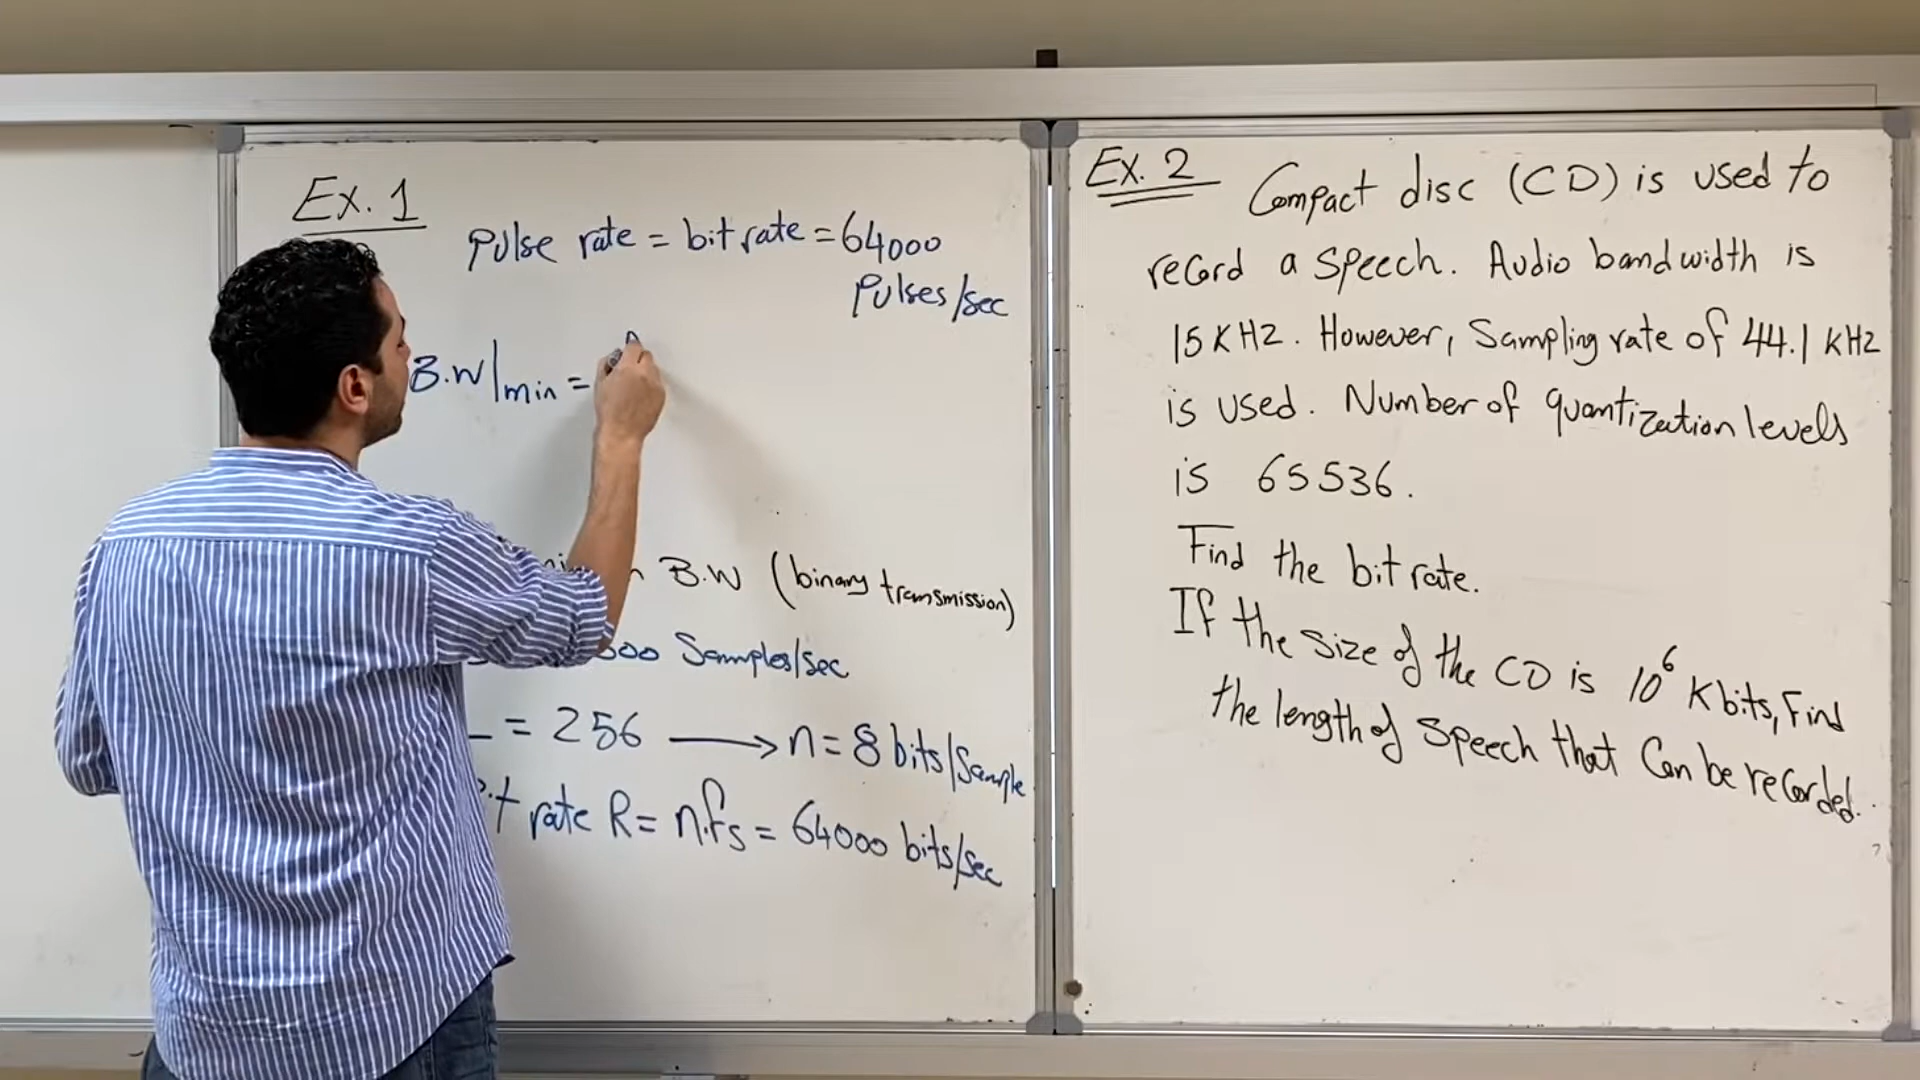 Ex. 1
Pulse rate = bit rate = 64000
Pulses/sec
B.W|min =
B.W (binary transmission)
Samples/sec
= 256 ⟶ n = 8 bits/Sample
rate R = n.fs = 64000 bits/sec
Ex. 2 Compact disc (CD) is used to
record a speech. Audio bandwidth is
15 KHz. However, Sampling rate of 44.1 KHz
is used. Number of quantization levels
is 65536.
Find the bit rate.
If the size of the CD is 10⁶ Kbits, Find
the length of speech that can be recorded.